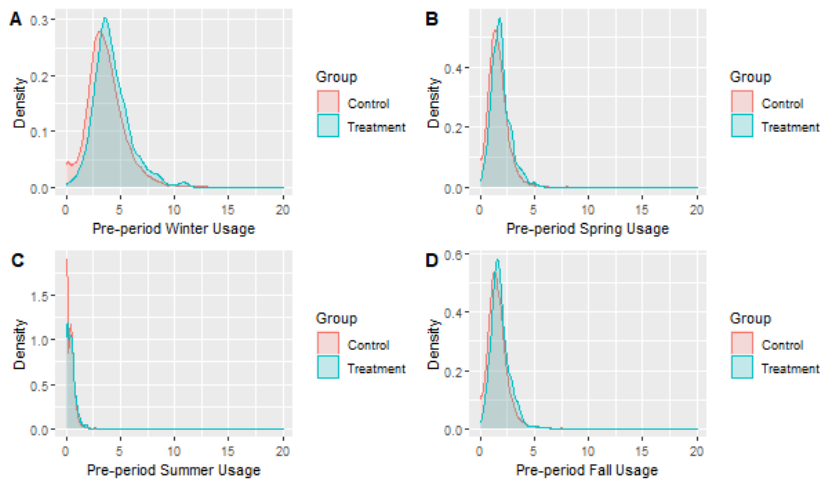 A
0.3
0.2
0.1
0.0
Density
0 5 10 15 20
Pre-period Winter Usage
Group
Control
Treatment
B
0.4
0.2
0.0
Density
0 5 10 15 20
Pre-period Spring Usage
Group
Control
Treatment
C
1.5
1.0
0.5
0.0
Density
0 5 10 15 20
Pre-period Summer Usage
Group
Control
Treatment
D
0.6
0.4
0.2
0.0
Density
0 5 10 15 20
Pre-period Fall Usage
Group
Control
Treatment